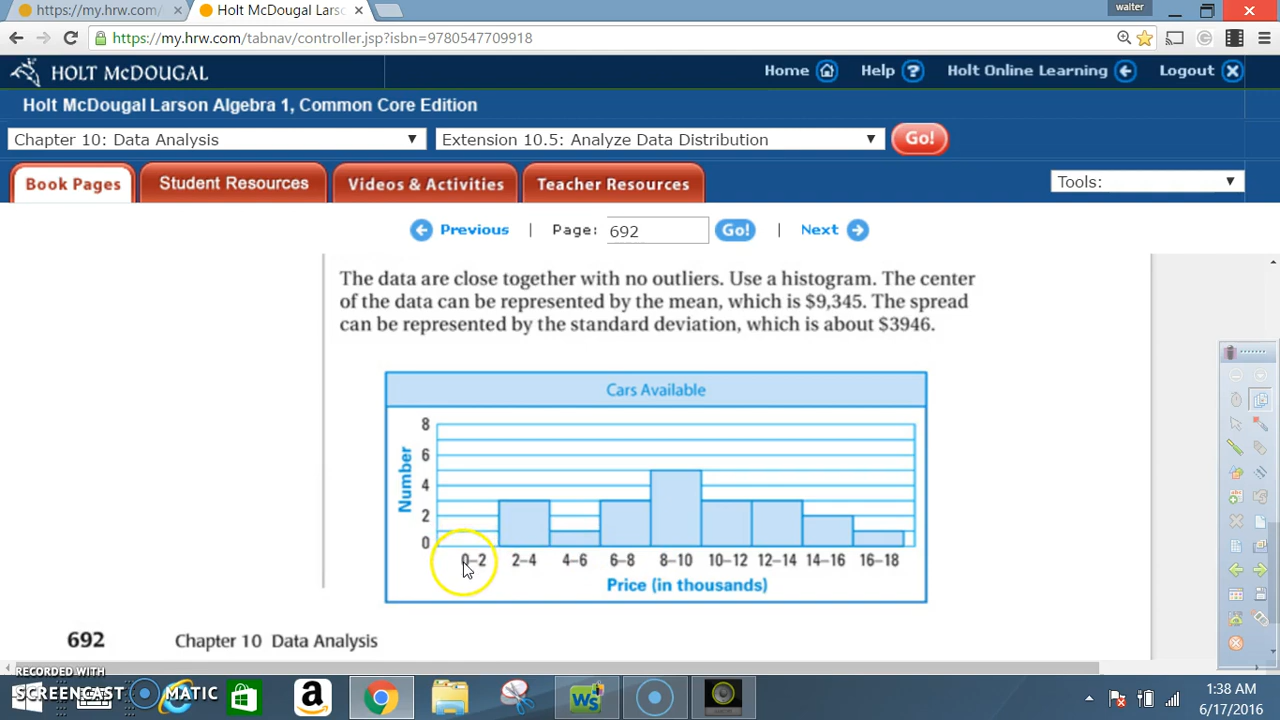 https://my.hrw.com/
Holt McDougal Larso
walter
https://my.hrw.com/tabnav/controller.jsp?isbn=9780547709918
HOLT McDOUGAL
Home
Help
Holt Online Learning
Logout
Holt McDougal Larson Algebra 1, Common Core Edition
Chapter 10: Data Analysis
Extension 10.5: Analyze Data Distribution
Go!
Book Pages
Student Resources
Videos & Activities
Teacher Resources
Tools:
Previous | Page: 692 Go! | Next
The data are close together with no outliers. Use a histogram. The center
of the data can be represented by the mean, which is $9,345. The spread
can be represented by the standard deviation, which is about $3946.
Cars Available
Number
8
6
4
2
0
0–2 2–4 4–6 6–8 8–10 10–12 12–14 14–16 16–18
Price (in thousands)
692 Chapter 10 Data Analysis
RECORDED WITH
SCREENCAST MATIC
1:38 AM
6/17/2016